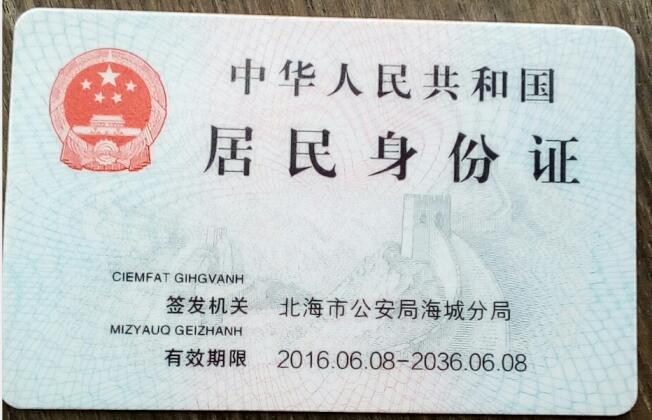 中华人民共和国
居民身份证
CIEMFAT GIHGVANH
签发机关 北海市公安局海城分局
MIZYAUQ GEIZHANH
有效期限 2016.06.08-2036.06.08